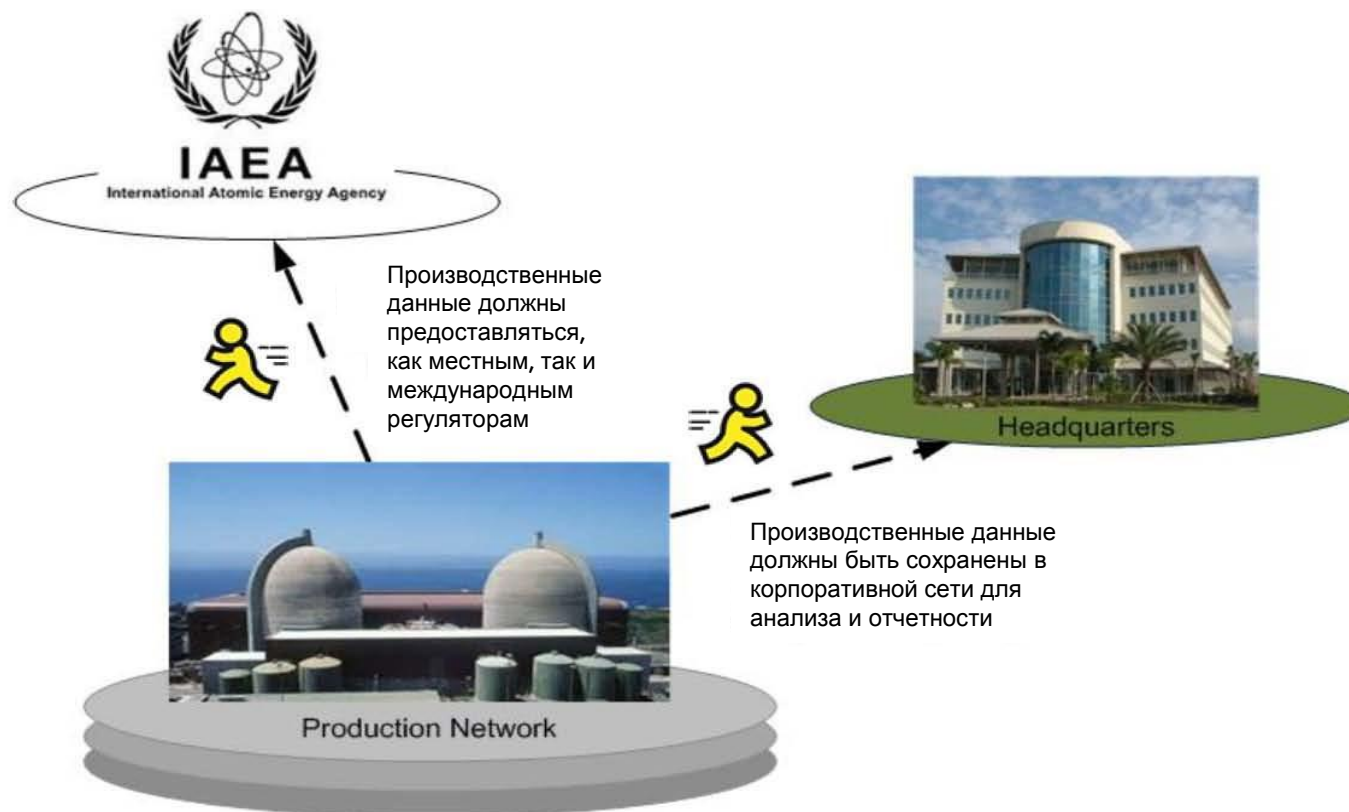 IAEA
International Atomic Energy Agency
Производственные
данные должны
предоставляться,
как местным, так и
международным
регуляторам
Headquarters
Производственные данные
должны быть сохранены в
корпоративной сети для
анализа и отчетности
Production Network